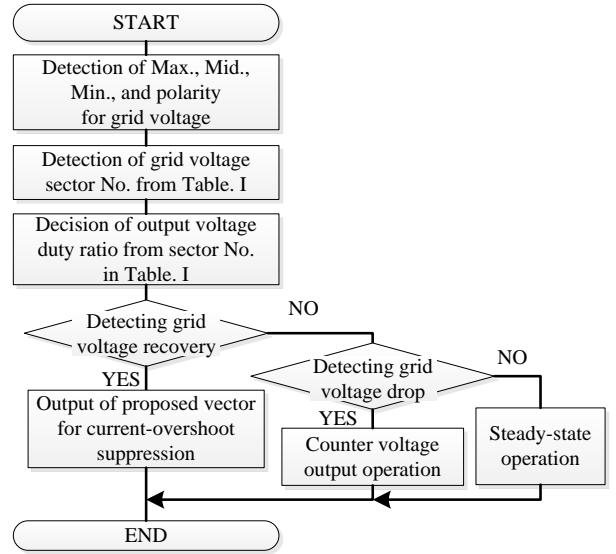 START
Detection of Max., Mid.,
Min., and polarity
for grid voltage
Detection of grid voltage
sector No. from Table. I
Decision of output voltage
duty ratio from sector No.
in Table. I
NO
Detecting grid
voltage recovery
NO
Detecting grid
voltage drop
YES
YES
Output of proposed vector
for current-overshoot
suppression
Counter voltage
output operation
Steady-state
operation
END